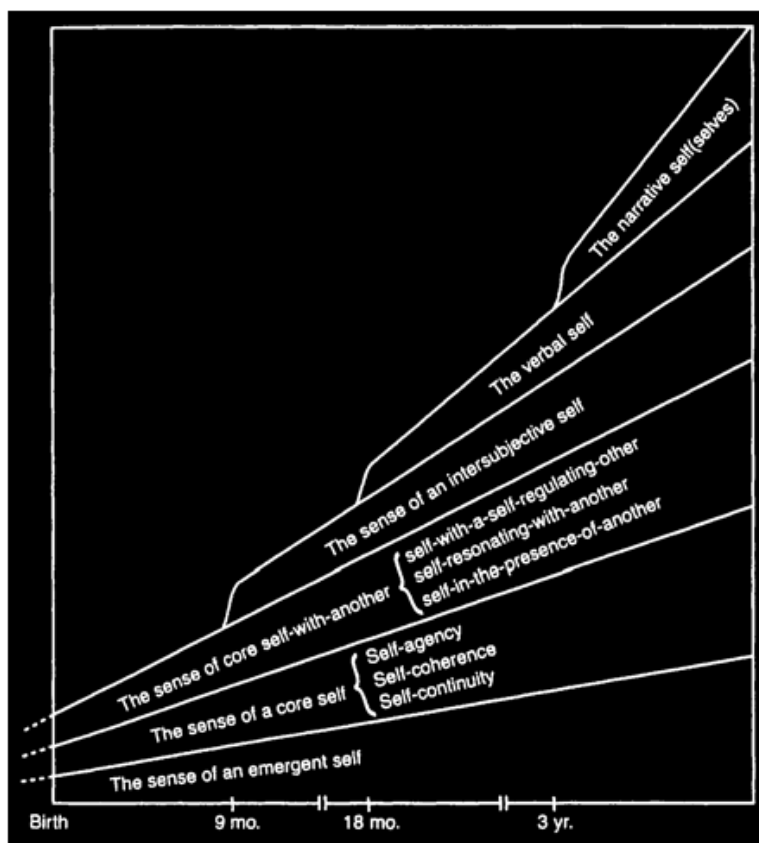 The narrative self(selves)
The verbal self
The sense of an intersubjective self
The sense of core self-with-another
self-with-a-self-regulating-other
self-resonating-with-another
self-in-the-presence-of-another
The sense of a core self
Self-agency
Self-coherence
Self-continuity
The sense of an emergent self
Birth
9 mo.
18 mo.
3 yr.